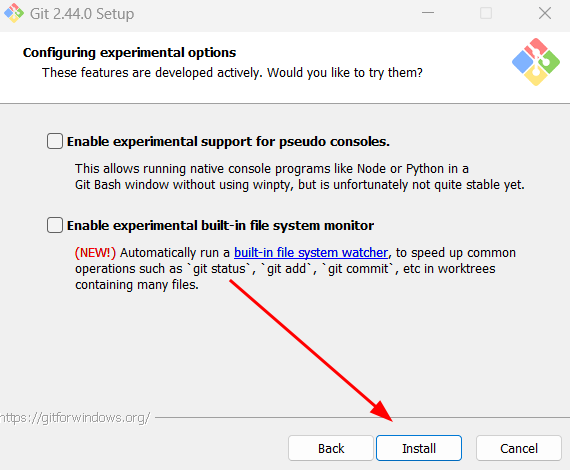 Git 2.44.0 Setup
Configuring experimental options
These features are developed actively. Would you like to try them?
Enable experimental support for pseudo consoles.
This allows running native console programs like Node or Python in a
Git Bash window without using winpty, but is unfortunately not quite stable yet.
Enable experimental built-in file system monitor
(NEW!) Automatically run a built-in file system watcher, to speed up common
operations such as `git status`, `git add`, `git commit`, etc in worktrees
containing many files.
https://gitforwindows.org/
Back
Install
Cancel